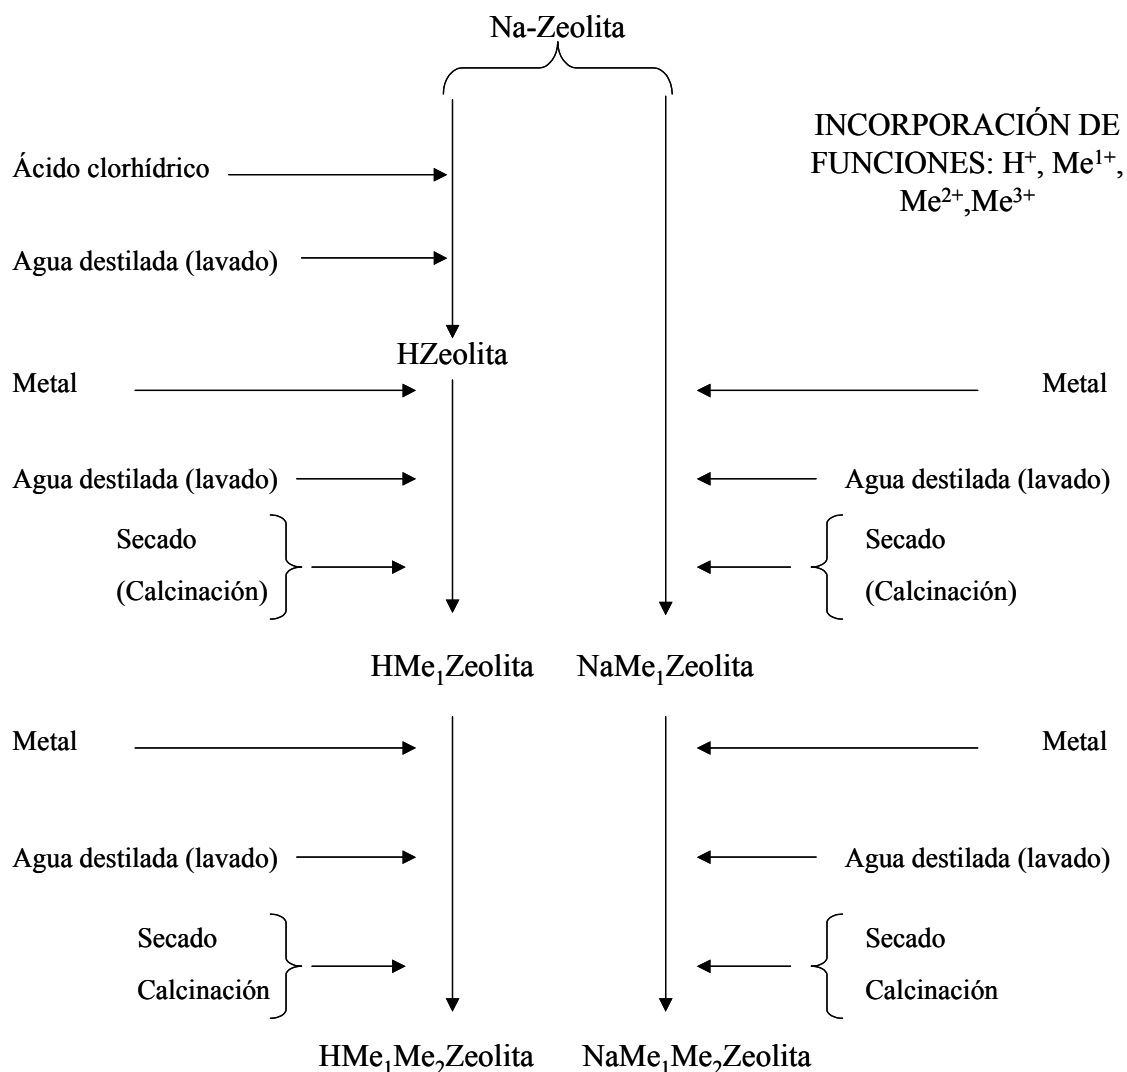 Na-Zeolita
INCORPORACIÓN DE
FUNCIONES: H⁺, Me¹⁺,
Me²⁺,Me³⁺
Ácido clorhídrico
Agua destilada (lavado)
HZeolita
Metal
Metal
Agua destilada (lavado)
Agua destilada (lavado)
Secado
(Calcinación)
Secado
(Calcinación)
HMe₁Zeolita
NaMe₁Zeolita
Metal
Metal
Agua destilada (lavado)
Agua destilada (lavado)
Secado
Calcinación
Secado
Calcinación
HMe₁Me₂Zeolita
NaMe₁Me₂Zeolita